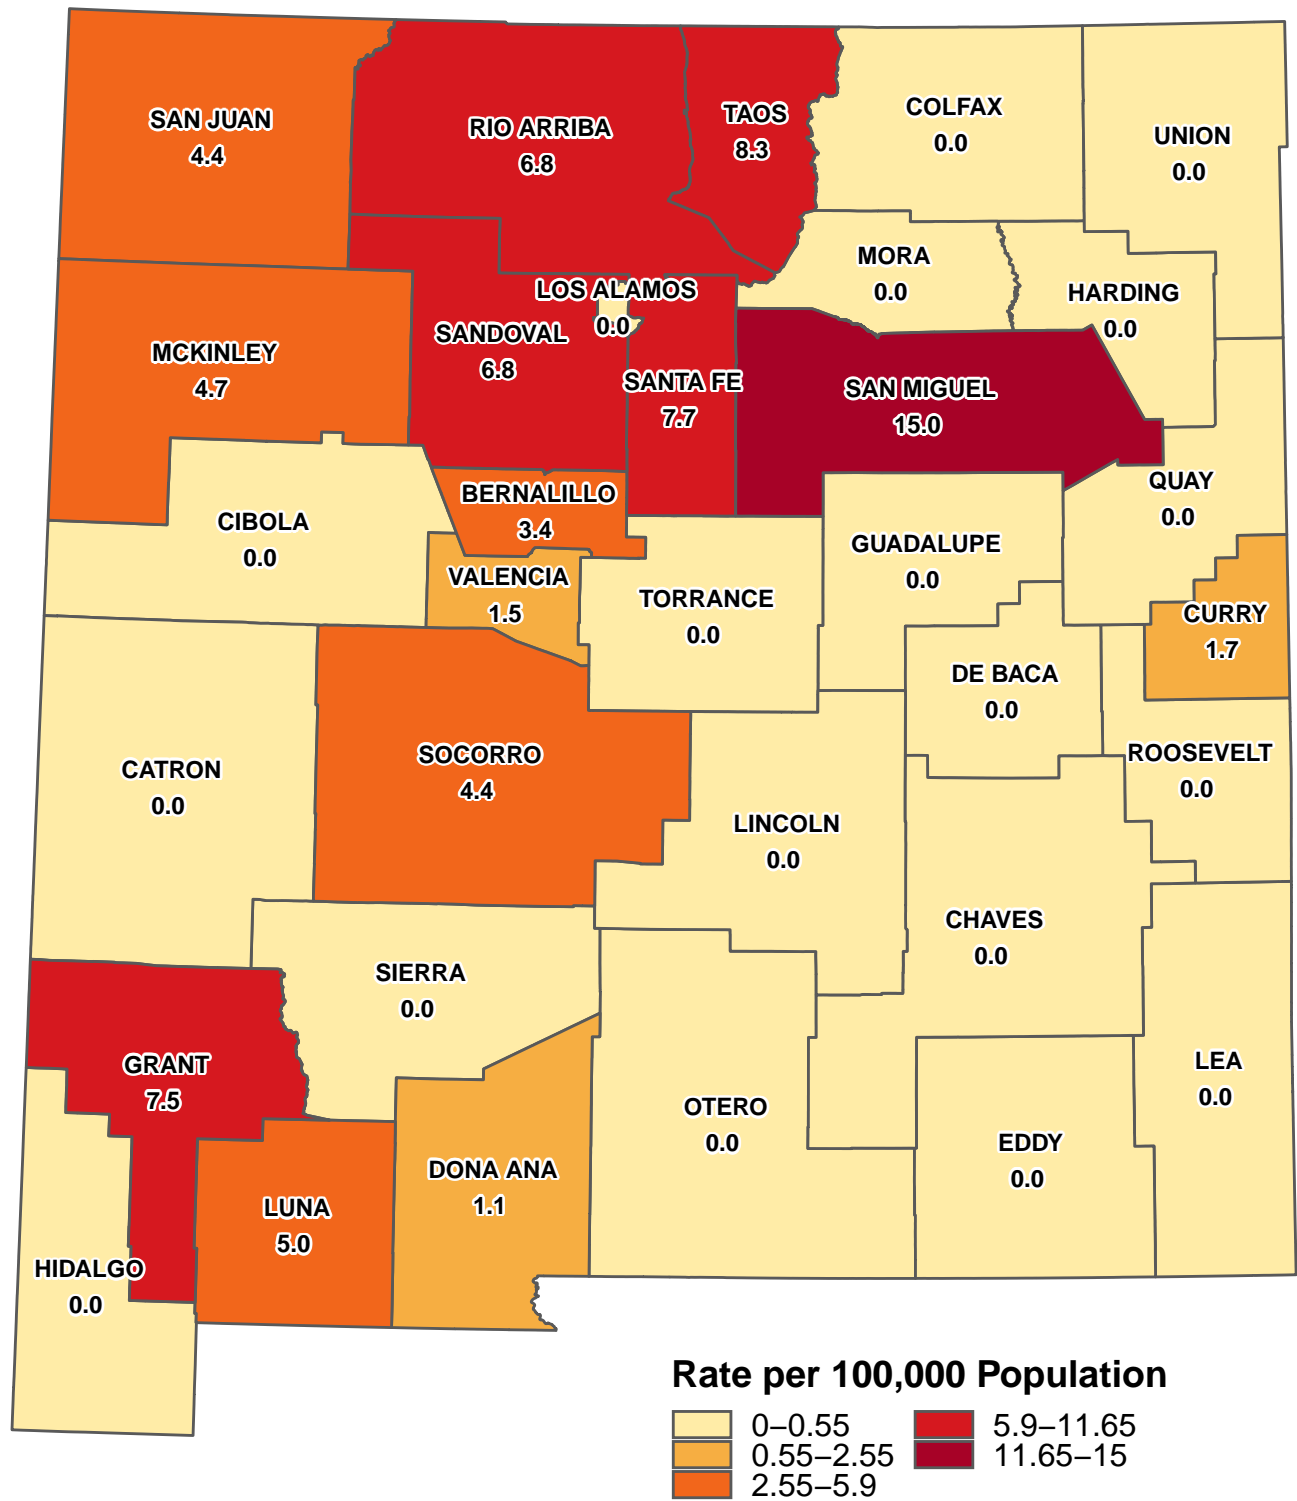 SAN JUAN
4.4
RIO ARRIBA
6.8
TAOS
8.3
COLFAX
0.0
UNION
0.0
MORA
0.0
HARDING
0.0
LOS ALAMOS
0.0
SANDOVAL
6.8
MCKINLEY
4.7
SANTA FE
7.7
SAN MIGUEL
15.0
QUAY
0.0
BERNALILLO
3.4
CIBOLA
0.0
GUADALUPE
0.0
VALENCIA
1.5
TORRANCE
0.0
CURRY
1.7
DE BACA
0.0
SOCORRO
4.4
CATRON
0.0
ROOSEVELT
0.0
LINCOLN
0.0
CHAVES
0.0
SIERRA
0.0
GRANT
7.5
LEA
0.0
OTERO
0.0
EDDY
0.0
DONA ANA
1.1
LUNA
5.0
HIDALGO
0.0
Rate per 100,000 Population
0–0.55
0.55–2.55
2.55–5.9
5.9–11.65
11.65–15